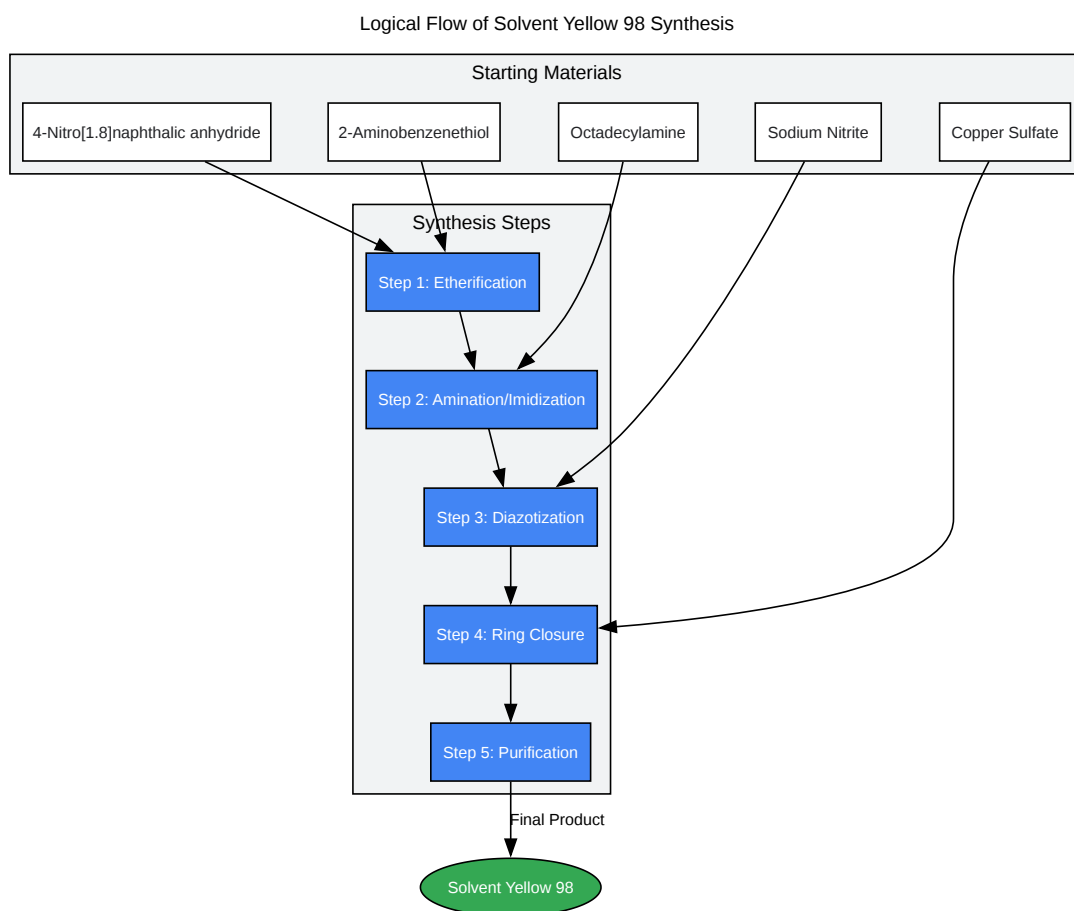 Logical Flow of Solvent Yellow 98 Synthesis
Starting Materials
4-Nitro[1.8]naphthalic anhydride
2-Aminobenzenethiol
Octadecylamine
Sodium Nitrite
Copper Sulfate
Synthesis Steps
Step 1: Etherification
Step 2: Amination/Imidization
Step 3: Diazotization
Step 4: Ring Closure
Step 5: Purification
Final Product
Solvent Yellow 98